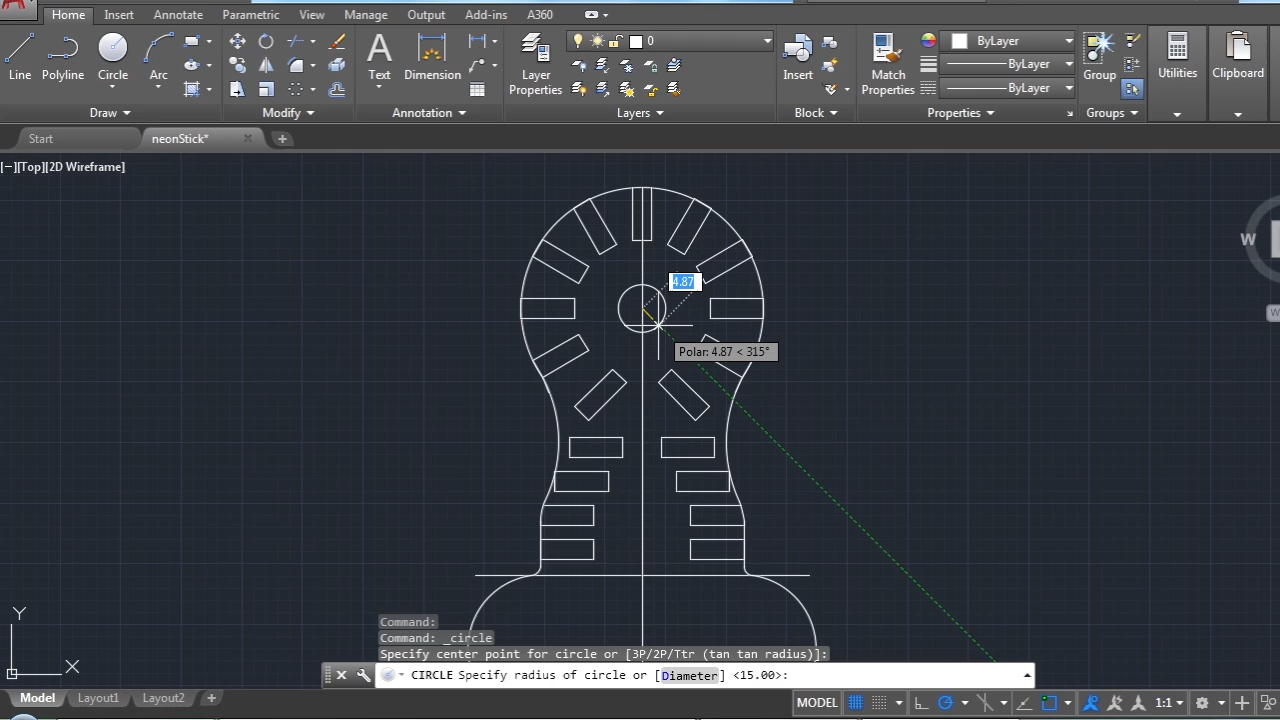 Home Insert Annotate Parametric View Manage Output Add-ins A360
Line Polyline Circle Arc
Text Dimension
Layer
Properties
0
Insert
Match
Properties
ByLayer
ByLayer
ByLayer
Group
Utilities
Clipboard
Draw Modify Annotation Layers Block Properties Groups
Start neonStick*
[−][Top][2D Wireframe]
W
4.87
Polar: 4.87 < 315°
Y
X
Command:
Command: _circle
Specify center point for circle or [3P/2P/Ttr (tan tan radius)]:
CIRCLE Specify radius of circle or [Diameter] <15.00>:
Model Layout1 Layout2
MODEL 1:1